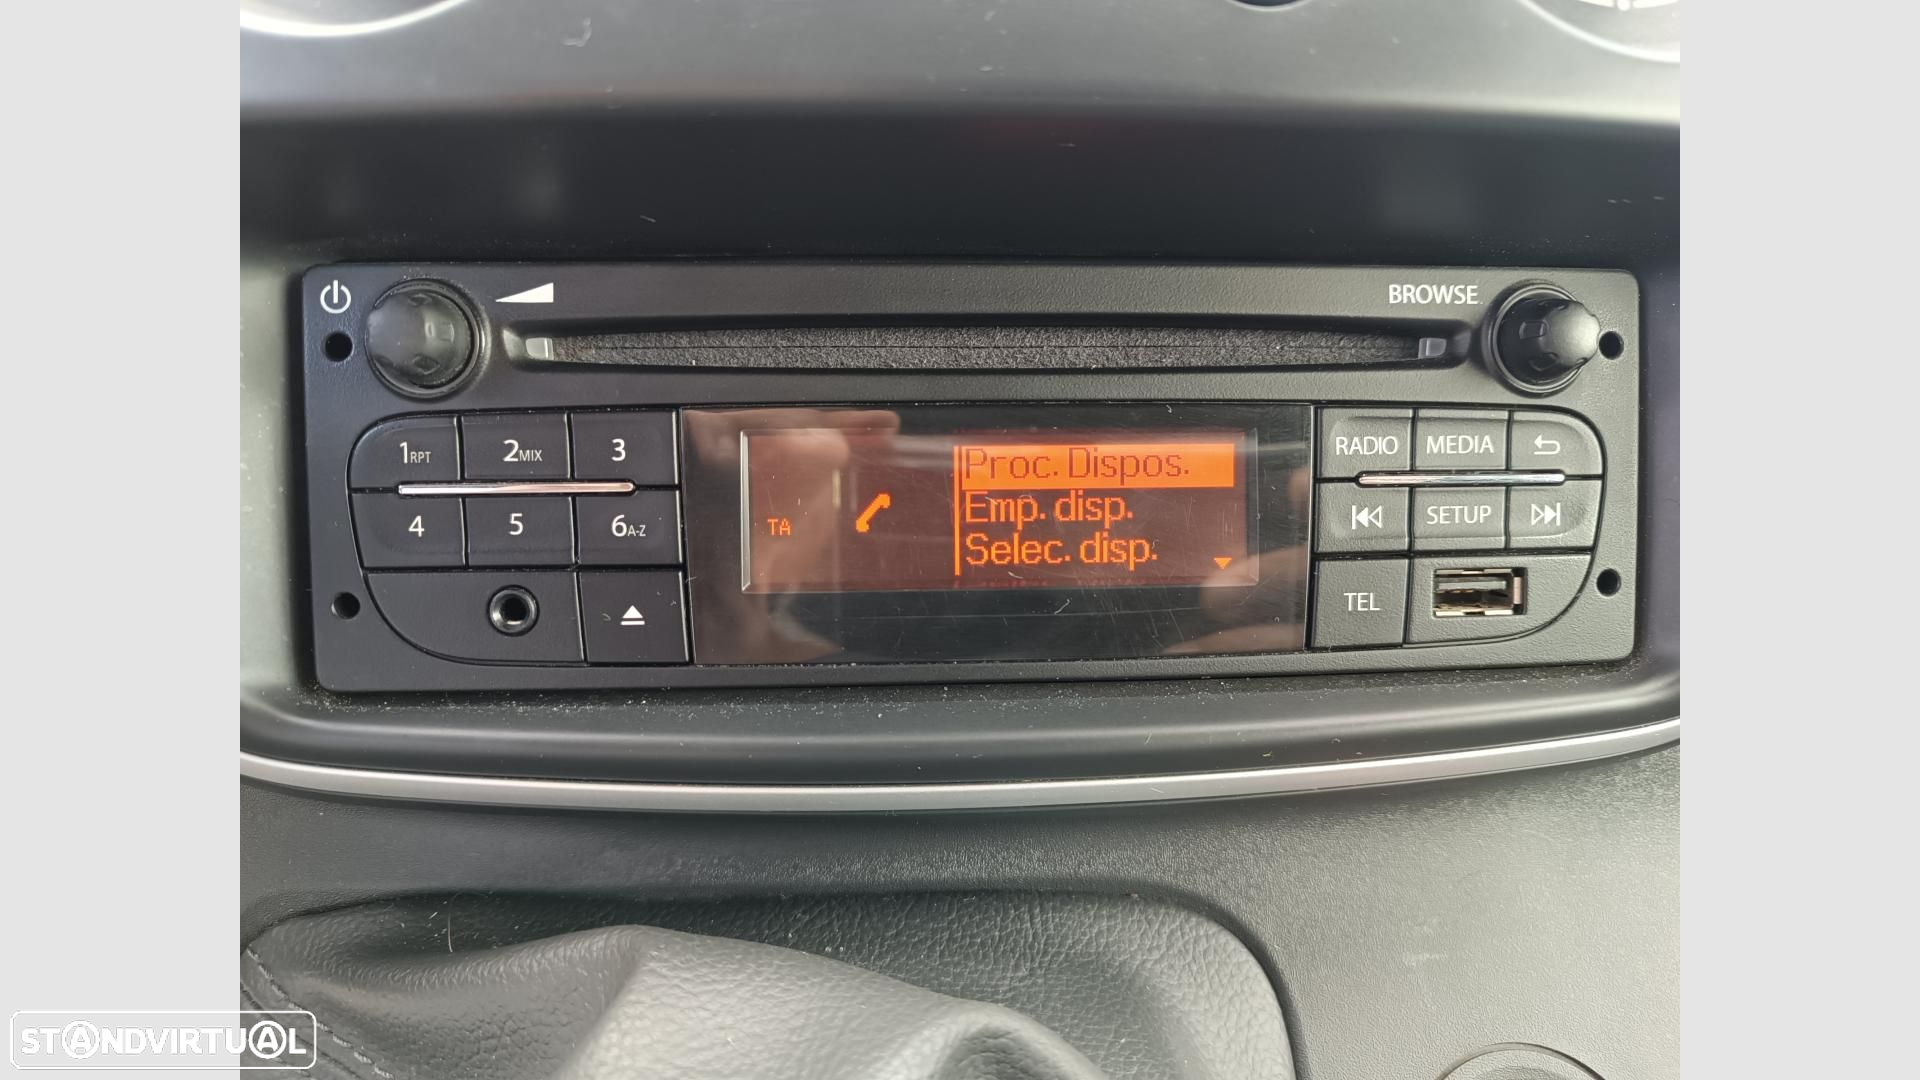 BROWSE
1RPT 2MIX 3
4 5 6A-Z
TA
Proc. Dispos.
Emp. disp.
Selec. disp.
RADIO MEDIA
SETUP
TEL
STANDVIRTUAL